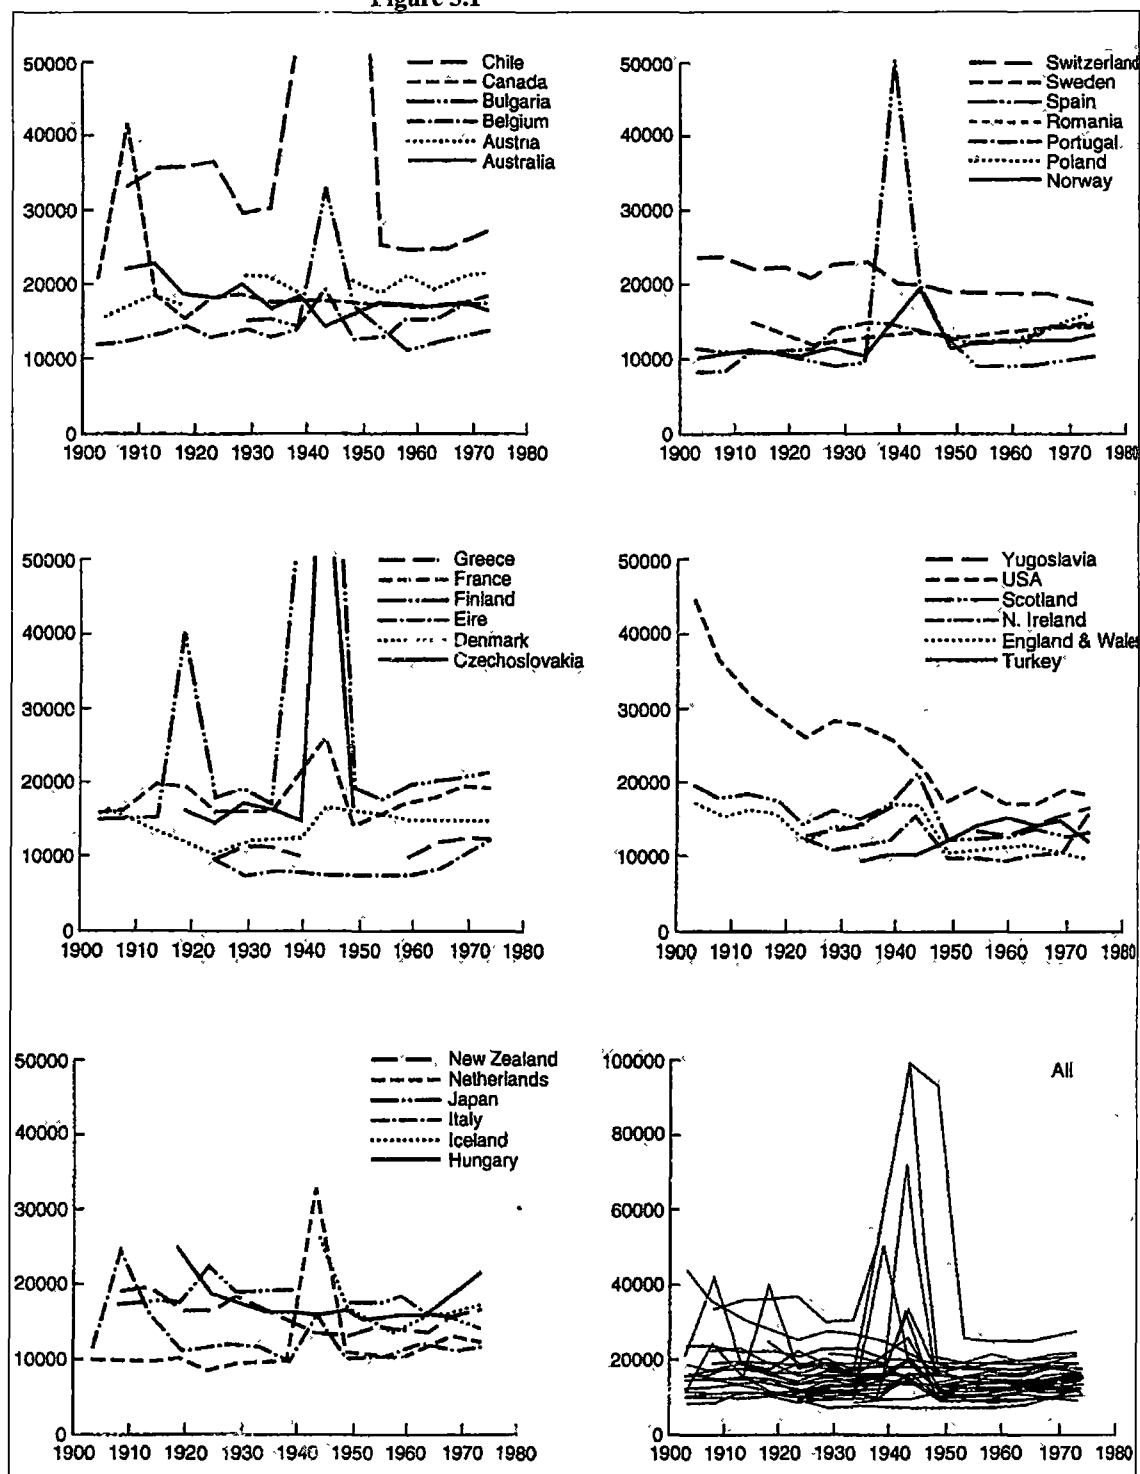 Figure 3.1
50000
40000
30000
20000
10000
0
1900 1910 1920 1930 1940 1950 1960 1970 1980
Chile
Canada
Bulgaria
Belgium
Austria
Australia
50000
40000
30000
20000
10000
0
1900 1910 1920 1930 1940 1950 1960 1970 1980
Switzerland
Sweden
Spain
Romania
Portugal
Poland
Norway
50000
40000
30000
20000
10000
0
1900 1910 1920 1930 1940 1950 1960 1970 1980
Greece
France
Finland
Eire
Denmark
Czechoslovakia
50000
40000
30000
20000
10000
0
1900 1910 1920 1930 1940 1950 1960 1970 1980
Yugoslavia
USA
Scotland
N. Ireland
England & Wales
Turkey
50000
40000
30000
20000
10000
0
1900 1910 1920 1930 1940 1950 1960 1970 1980
New Zealand
Netherlands
Japan
Italy
Iceland
Hungary
100000
80000
60000
40000
20000
0
1900 1910 1920 1930 1940 1950 1960 1970 1980
All